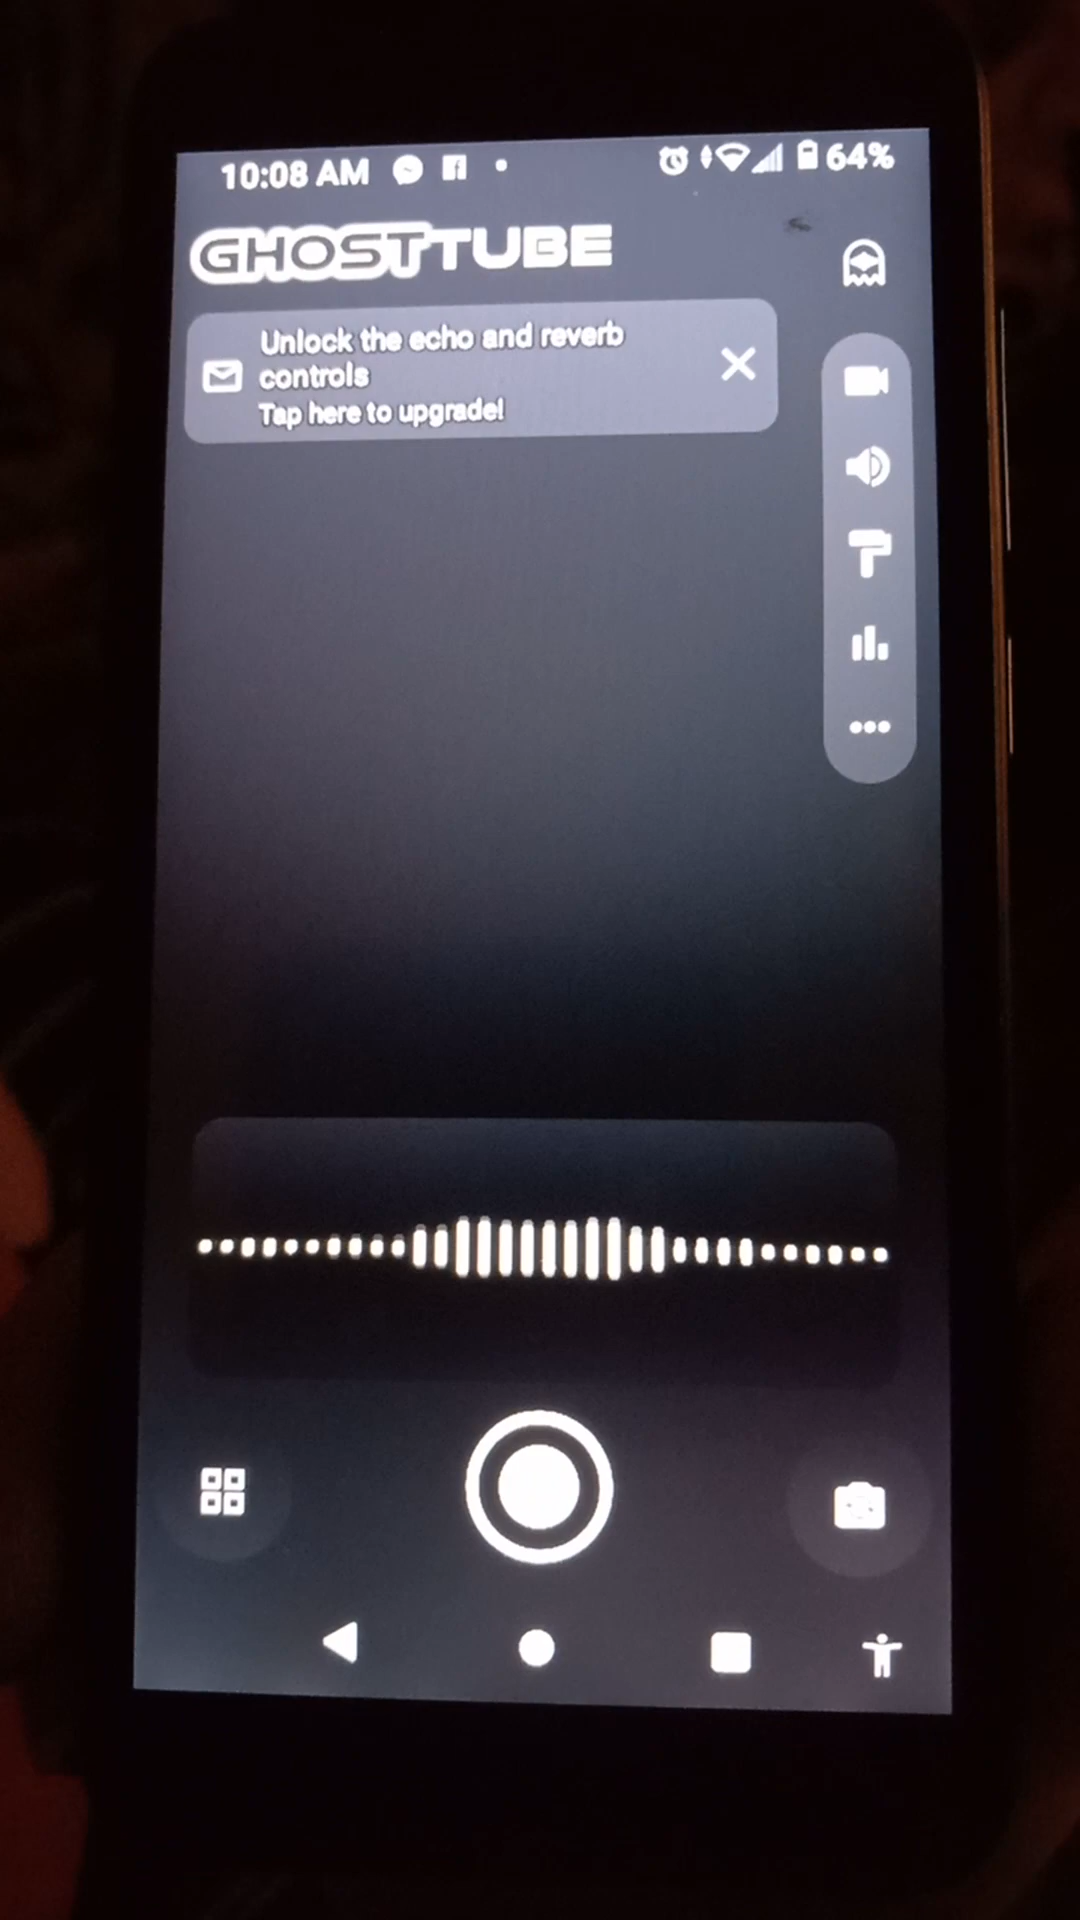 10:08 AM
64%
GHOSTTUBE
Unlock the echo and reverb
controls
Tap here to upgrade!